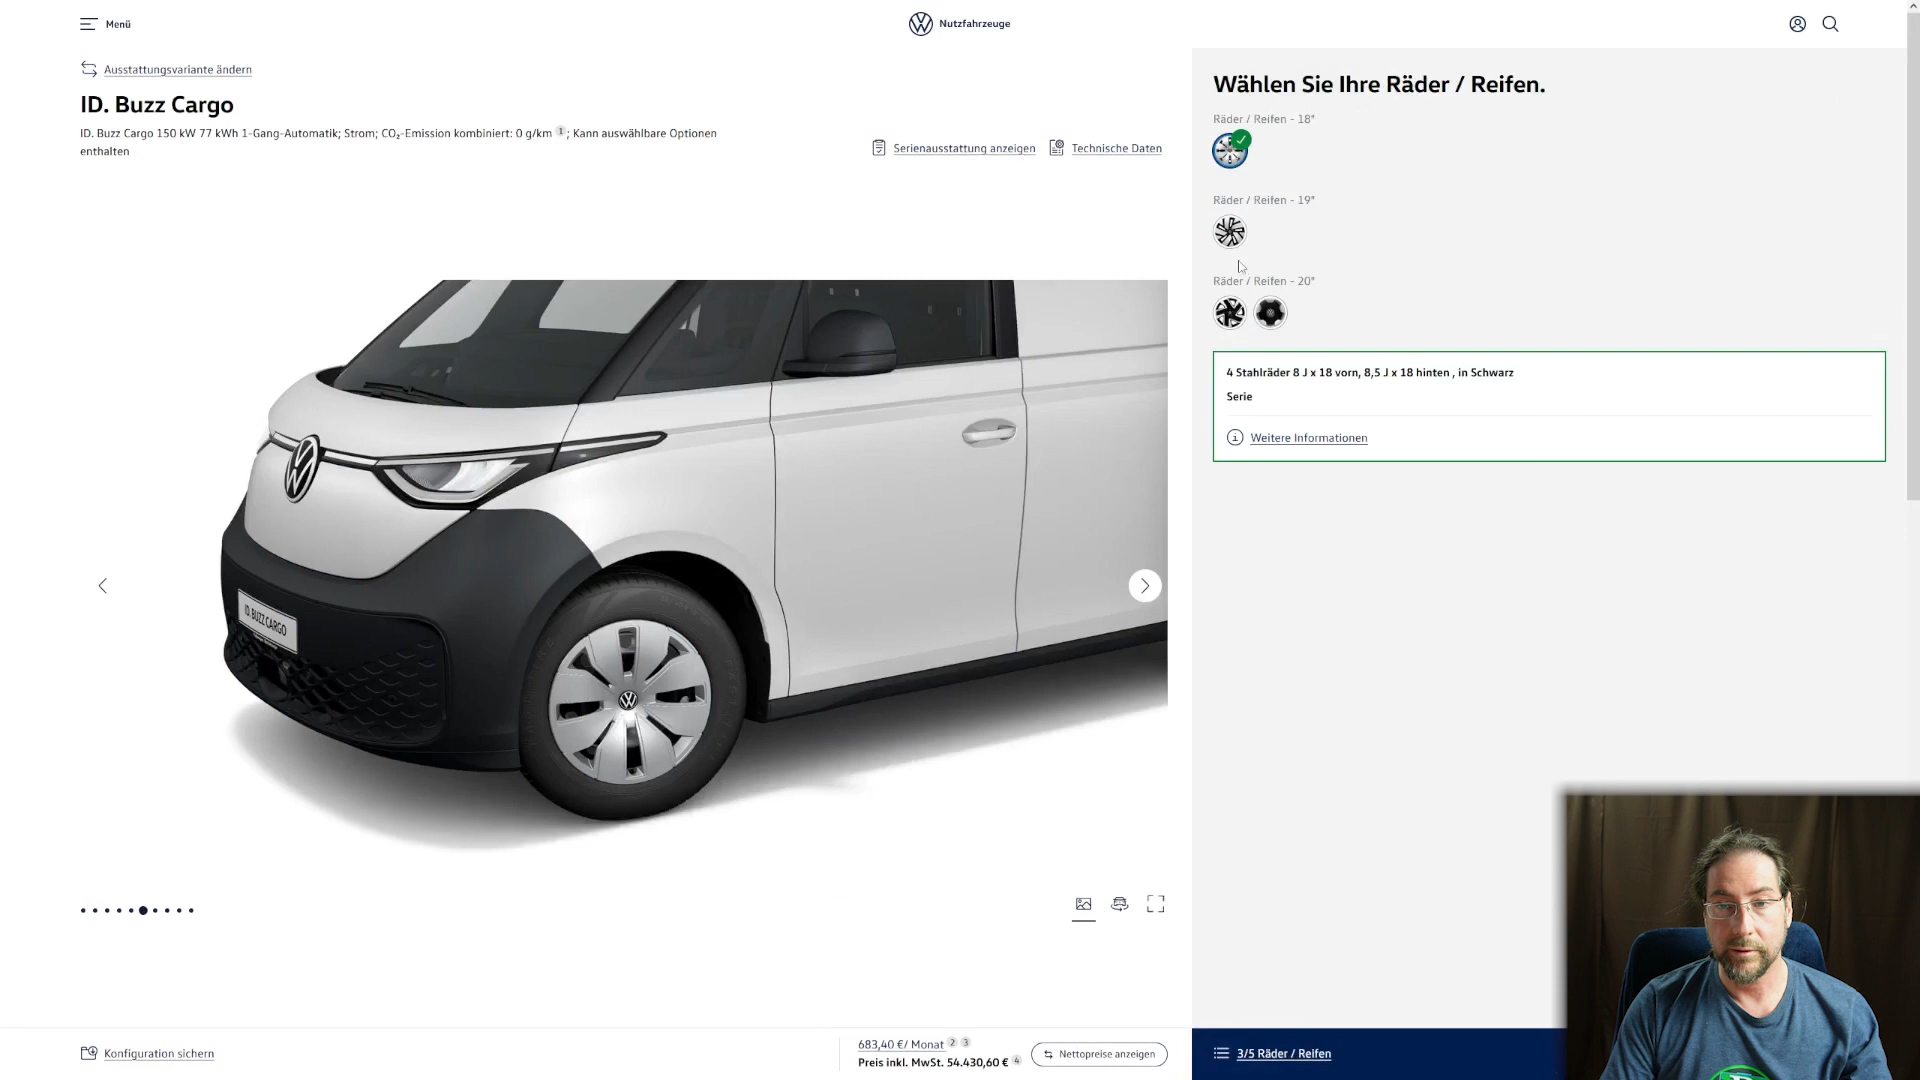 Menü
Nutzfahrzeuge
Ausstattungsvariante ändern
ID. Buzz Cargo
ID. Buzz Cargo 150 kW 77 kWh 1-Gang-Automatik; Strom; CO₂-Emission kombiniert: 0 g/km 1; Kann auswählbare Optionen
enthalten
Serienausstattung anzeigen
Technische Daten
ID. BUZZ CARGO
Konfiguration sichern
683,40 €/ Monat 2 3
Preis inkl. MwSt. 54.430,60 € 4
Nettopreise anzeigen
Wählen Sie Ihre Räder / Reifen.
Räder / Reifen - 18"
Räder / Reifen - 19"
Räder / Reifen - 20"
4 Stahlräder 8 J x 18 vorn, 8,5 J x 18 hinten , in Schwarz
Serie
Weitere Informationen
3/5 Räder / Reifen